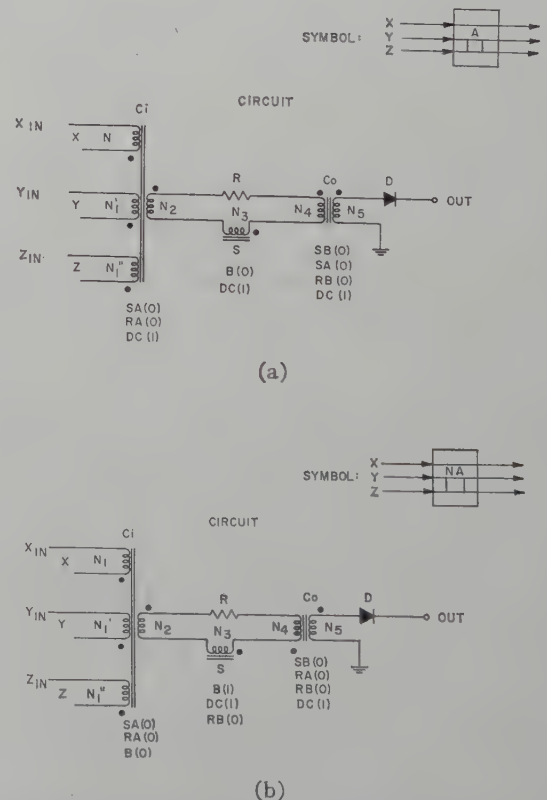 SYMBOL: X
Y
Z
A
CIRCUIT
Ci
X IN X N
R
Co
D
YIN Y N1' N2 N3 N4 N5 OUT
S
ZIN. Z N1"
SB(0)
B(0) SA(0)
DC(1) RB(0)
SA(0) DC(1)
RA(0)
DC(1)
(a)
SYMBOL: X
Y
Z
NA
CIRCUIT
Ci
XIN X N1
R
Co
D
YIN Y N1' N2 N3 N4 N5 OUT
S
ZIN Z N1"
SB(0)
B(1) RA(0)
DC(1) RB(0)
RB(0) DC(1)
SA(0)
RA(0)
B(0)
(b)